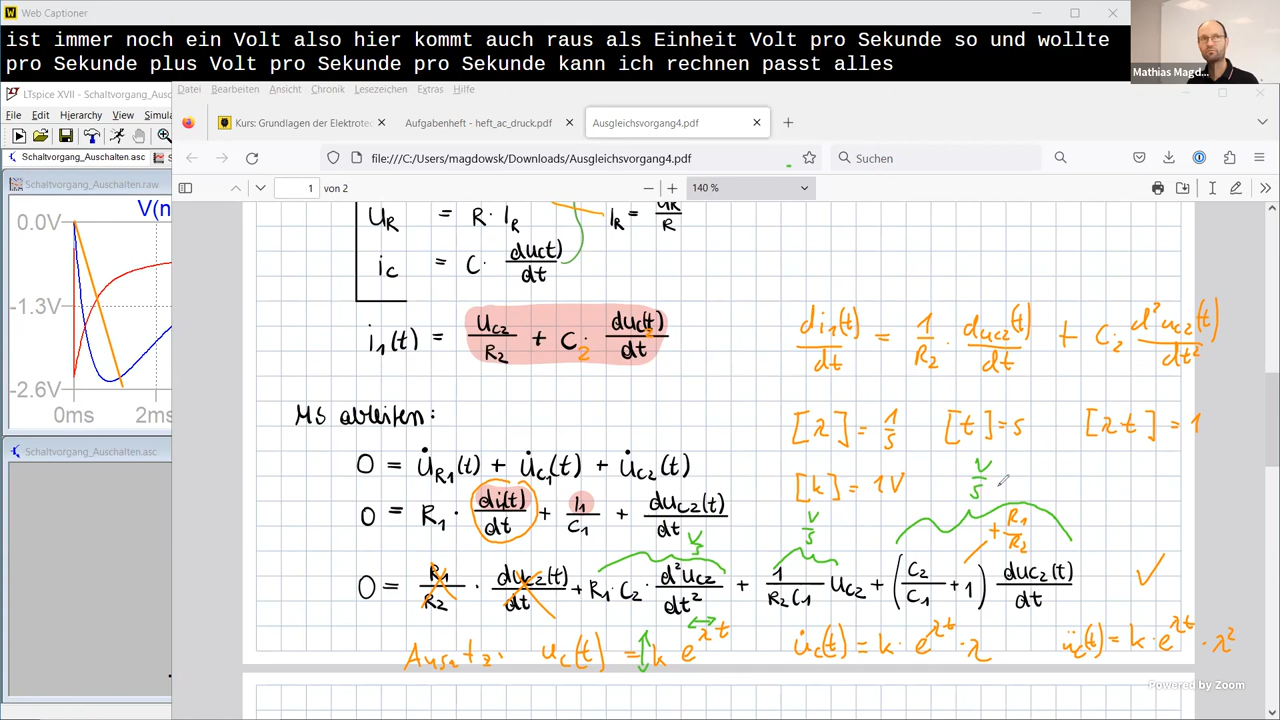 Web Captioner
ist immer noch ein Volt also hier kommt auch raus als Einheit Volt pro Sekunde so und wollte
pro Sekunde plus Volt pro Sekunde pro Sekunde kann ich rechnen passt alles
Mathias Magd...
LTspice XVII - Schaltvorgang_Aus
File Edit Hierarchy View Simula
Schaltvorgang_Auschalten.asc
Schaltvorgang_Auschalten.raw
V(n
0.0V
-1.3V
-2.6V
0ms 2ms
Schaltvorgang_Auschalten.asc
Datei Bearbeiten Ansicht Chronik Lesezeichen Extras Hilfe
Kurs: Grundlagen der Elektrotec
Aufgabenheft - heft_ac_druck.pdf
Ausgleichsvorgang4.pdf
file:///C:/Users/magdowsk/Downloads/Ausgleichsvorgang4.pdf
Suchen
1 von 2
140 %
u_R = R · I_R I_R = u_R/R
i_C = C · du_C(t)/dt
i_1(t) = u_C2/R_2 + C_2 · du_C2(t)/dt
di_1(t)/dt = 1/R_2 · du_C2(t)/dt + C_2 · d²u_C2(t)/dt²
MS ableiten:
[λ] = 1/s [t] = s [λt] = 1
0 = u̇_R1(t) + u̇_C1(t) + u̇_C2(t)
[k] = 1V
V/s
0 = R_1 · di_1(t)/dt + i_1/C_1 + du_C2(t)/dt
V/s V/s
+ R_1/R_2
0 = R_1/R_2 · du_C2(t)/dt + R_1 · C_2 · d²u_C2/dt² + 1/(R_2 C_1) u_C2 + (C_2/C_1 + 1) du_C2(t)/dt ✓
Ansatz: u_C(t) = k e^λt u̇_C(t) = k · e^λt · λ ü_C(t) = k · e^λt · λ²
Powered by Zoom